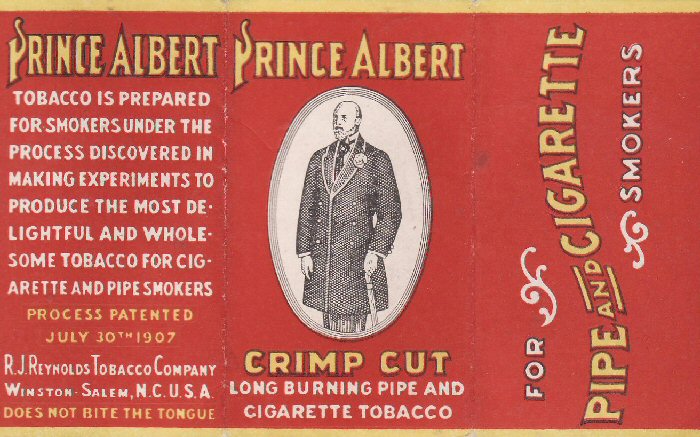 PRINCE ALBERT
TOBACCO IS PREPARED
FOR SMOKERS UNDER THE
PROCESS DISCOVERED IN
MAKING EXPERIMENTS TO
PRODUCE THE MOST DE-
LIGHTFUL AND WHOLE-
SOME TOBACCO FOR CIG-
ARETTE AND PIPE SMOKERS
PROCESS PATENTED
JULY 30TH 1907
R.J. REYNOLDS TOBACCO COMPANY
WINSTON-SALEM, N.C. U.S.A.
DOES NOT BITE THE TONGUE
PRINCE ALBERT
CRIMP CUT
LONG BURNING PIPE AND
CIGARETTE TOBACCO
FOR
PIPE AND CIGARETTE
SMOKERS